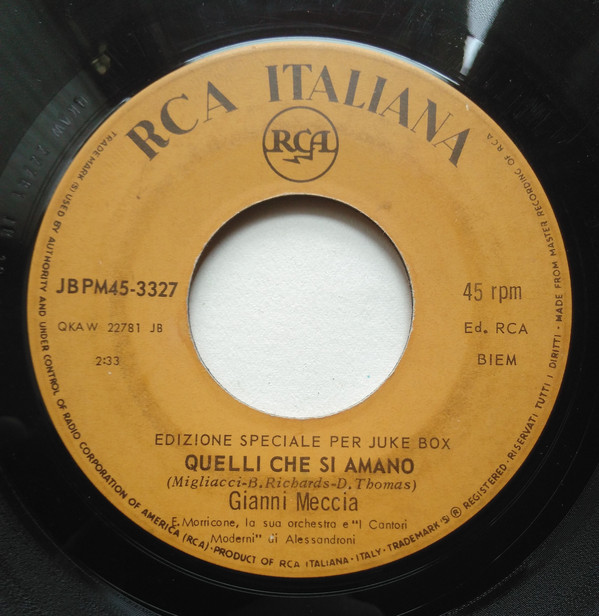 RCA ITALIANA
RCA
JBPM45-3327
45 rpm
QKAW 22781 JB
Ed. RCA
2:33
BIEM
EDIZIONE SPECIALE PER JUKE BOX
QUELLI CHE SI AMANO
(Migliacci-B. Richards-D. Thomas)
Gianni Meccia
E. Morricone, la sua orchestra e "I Cantori
Moderni" di Alessandroni
TRADEMARK (S) USED BY AUTHORITY AND UNDER CONTROL OF RADIO CORPORATION OF AMERICA (RCA) · PRODUCT OF RCA ITALIANA · ITALY · TRADEMARK (S) ® REGISTERED · RISERVATI TUTTI I DIRITTI · MADE FROM MASTER RECORDING OF RCA